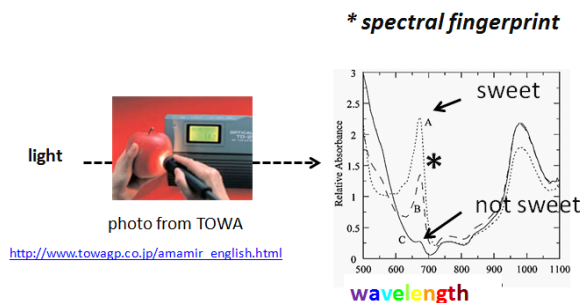 * spectral fingerprint
light
photo from TOWA
http://www.towagp.co.jp/amamir_english.html
Relative Absorbance
3
2.5
2
1.5
1
0.5
0
500 600 700 800 900 1000 1100
A
B
C
sweet
*
not sweet
wavelength